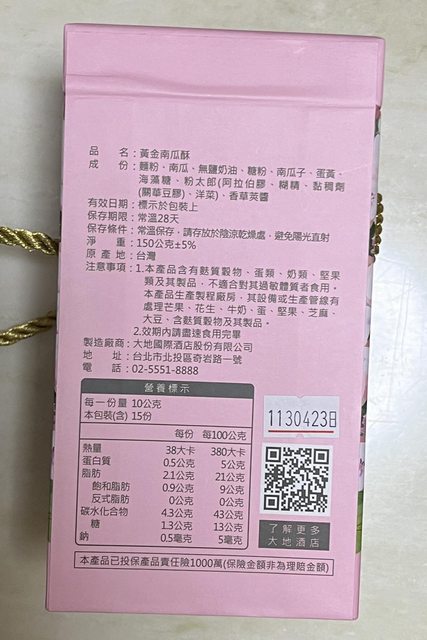 品　　名：黃金南瓜酥
成　　份：麵粉、南瓜、無鹽奶油、糖粉、南瓜子、蛋黃、
海藻糖、粉太郎(阿拉伯膠、糊精、黏稠劑
(關華豆膠)、洋菜)、香草莢醬
有效日期：標示於包裝上
保存期限：常溫28天
保存條件：常溫保存，請存放於陰涼乾燥處，避免陽光直射
淨　　重：150公克±5%
原 產 地：台灣
注意事項：1.本產品含有麩質穀物、蛋類、奶類、堅果
類及其製品，不適合對其過敏體質者食用。
本產品生產製程廠房，其設備或生產管線有
處理芒果、花生、牛奶、蛋、堅果、芝麻、
大豆、含麩質穀物及其製品。
2.效期內請盡速食用完畢
製造廠商：大地國際酒店股份有限公司
地　　址：台北市北投區奇岩路一號
電　　話：02-5551-8888
營養標示
每一份量 10公克
本包裝(含) 15份
每份 每100公克
熱量 38大卡 380大卡
蛋白質 0.5公克 5公克
脂肪 2.1公克 21公克
飽和脂肪 0.9公克 9公克
反式脂肪 0公克 0公克
碳水化合物 4.3公克 43公克
糖 1.3公克 13公克
鈉 0.5毫克 5毫克
1130423日
了解更多
大地酒店
本產品已投保產品責任險1000萬(保險金額非為理賠金額)